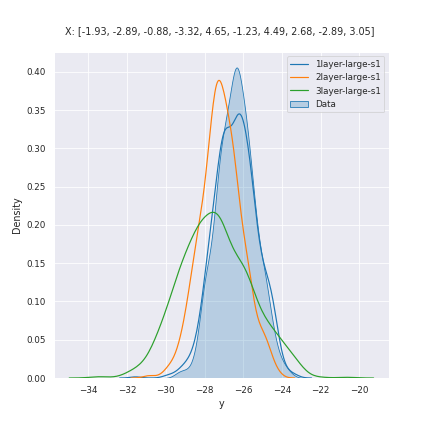 X: [-1.93, -2.89, -0.88, -3.32, 4.65, -1.23, 4.49, 2.68, -2.89, 3.05]
1layer-large-s1
2layer-large-s1
3layer-large-s1
Data
Density
0.40
0.35
0.30
0.25
0.20
0.15
0.10
0.05
0.00
−34 −32 −30 −28 −26 −24 −22 −20
y